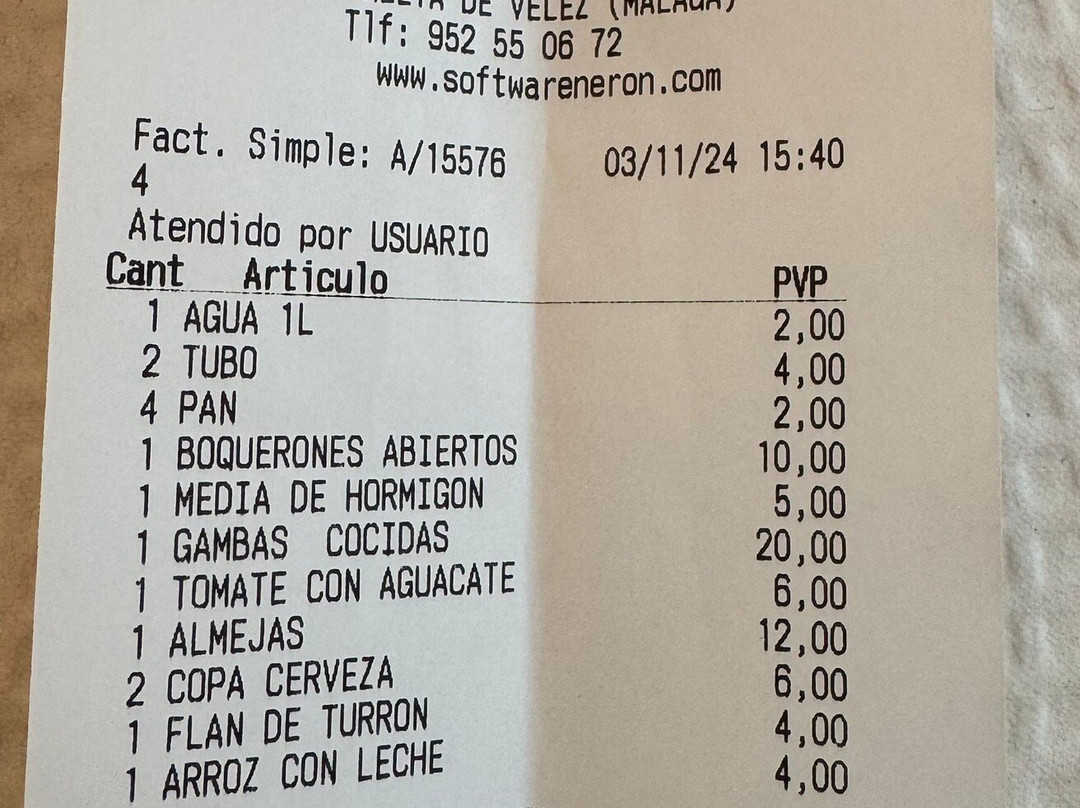 DE VELEZ (MALAGA)
Tlf: 952 55 06 72
www.softwareneron.com
Fact. Simple: A/15576 03/11/24 15:40
4
Atendido por USUARIO
Cant Articulo PVP
1 AGUA 1L 2,00
2 TUBO 4,00
4 PAN 2,00
1 BOQUERONES ABIERTOS 10,00
1 MEDIA DE HORMIGON 5,00
1 GAMBAS COCIDAS 20,00
1 TOMATE CON AGUACATE 6,00
1 ALMEJAS 12,00
2 COPA CERVEZA 6,00
1 FLAN DE TURRON 4,00
1 ARROZ CON LECHE 4,00